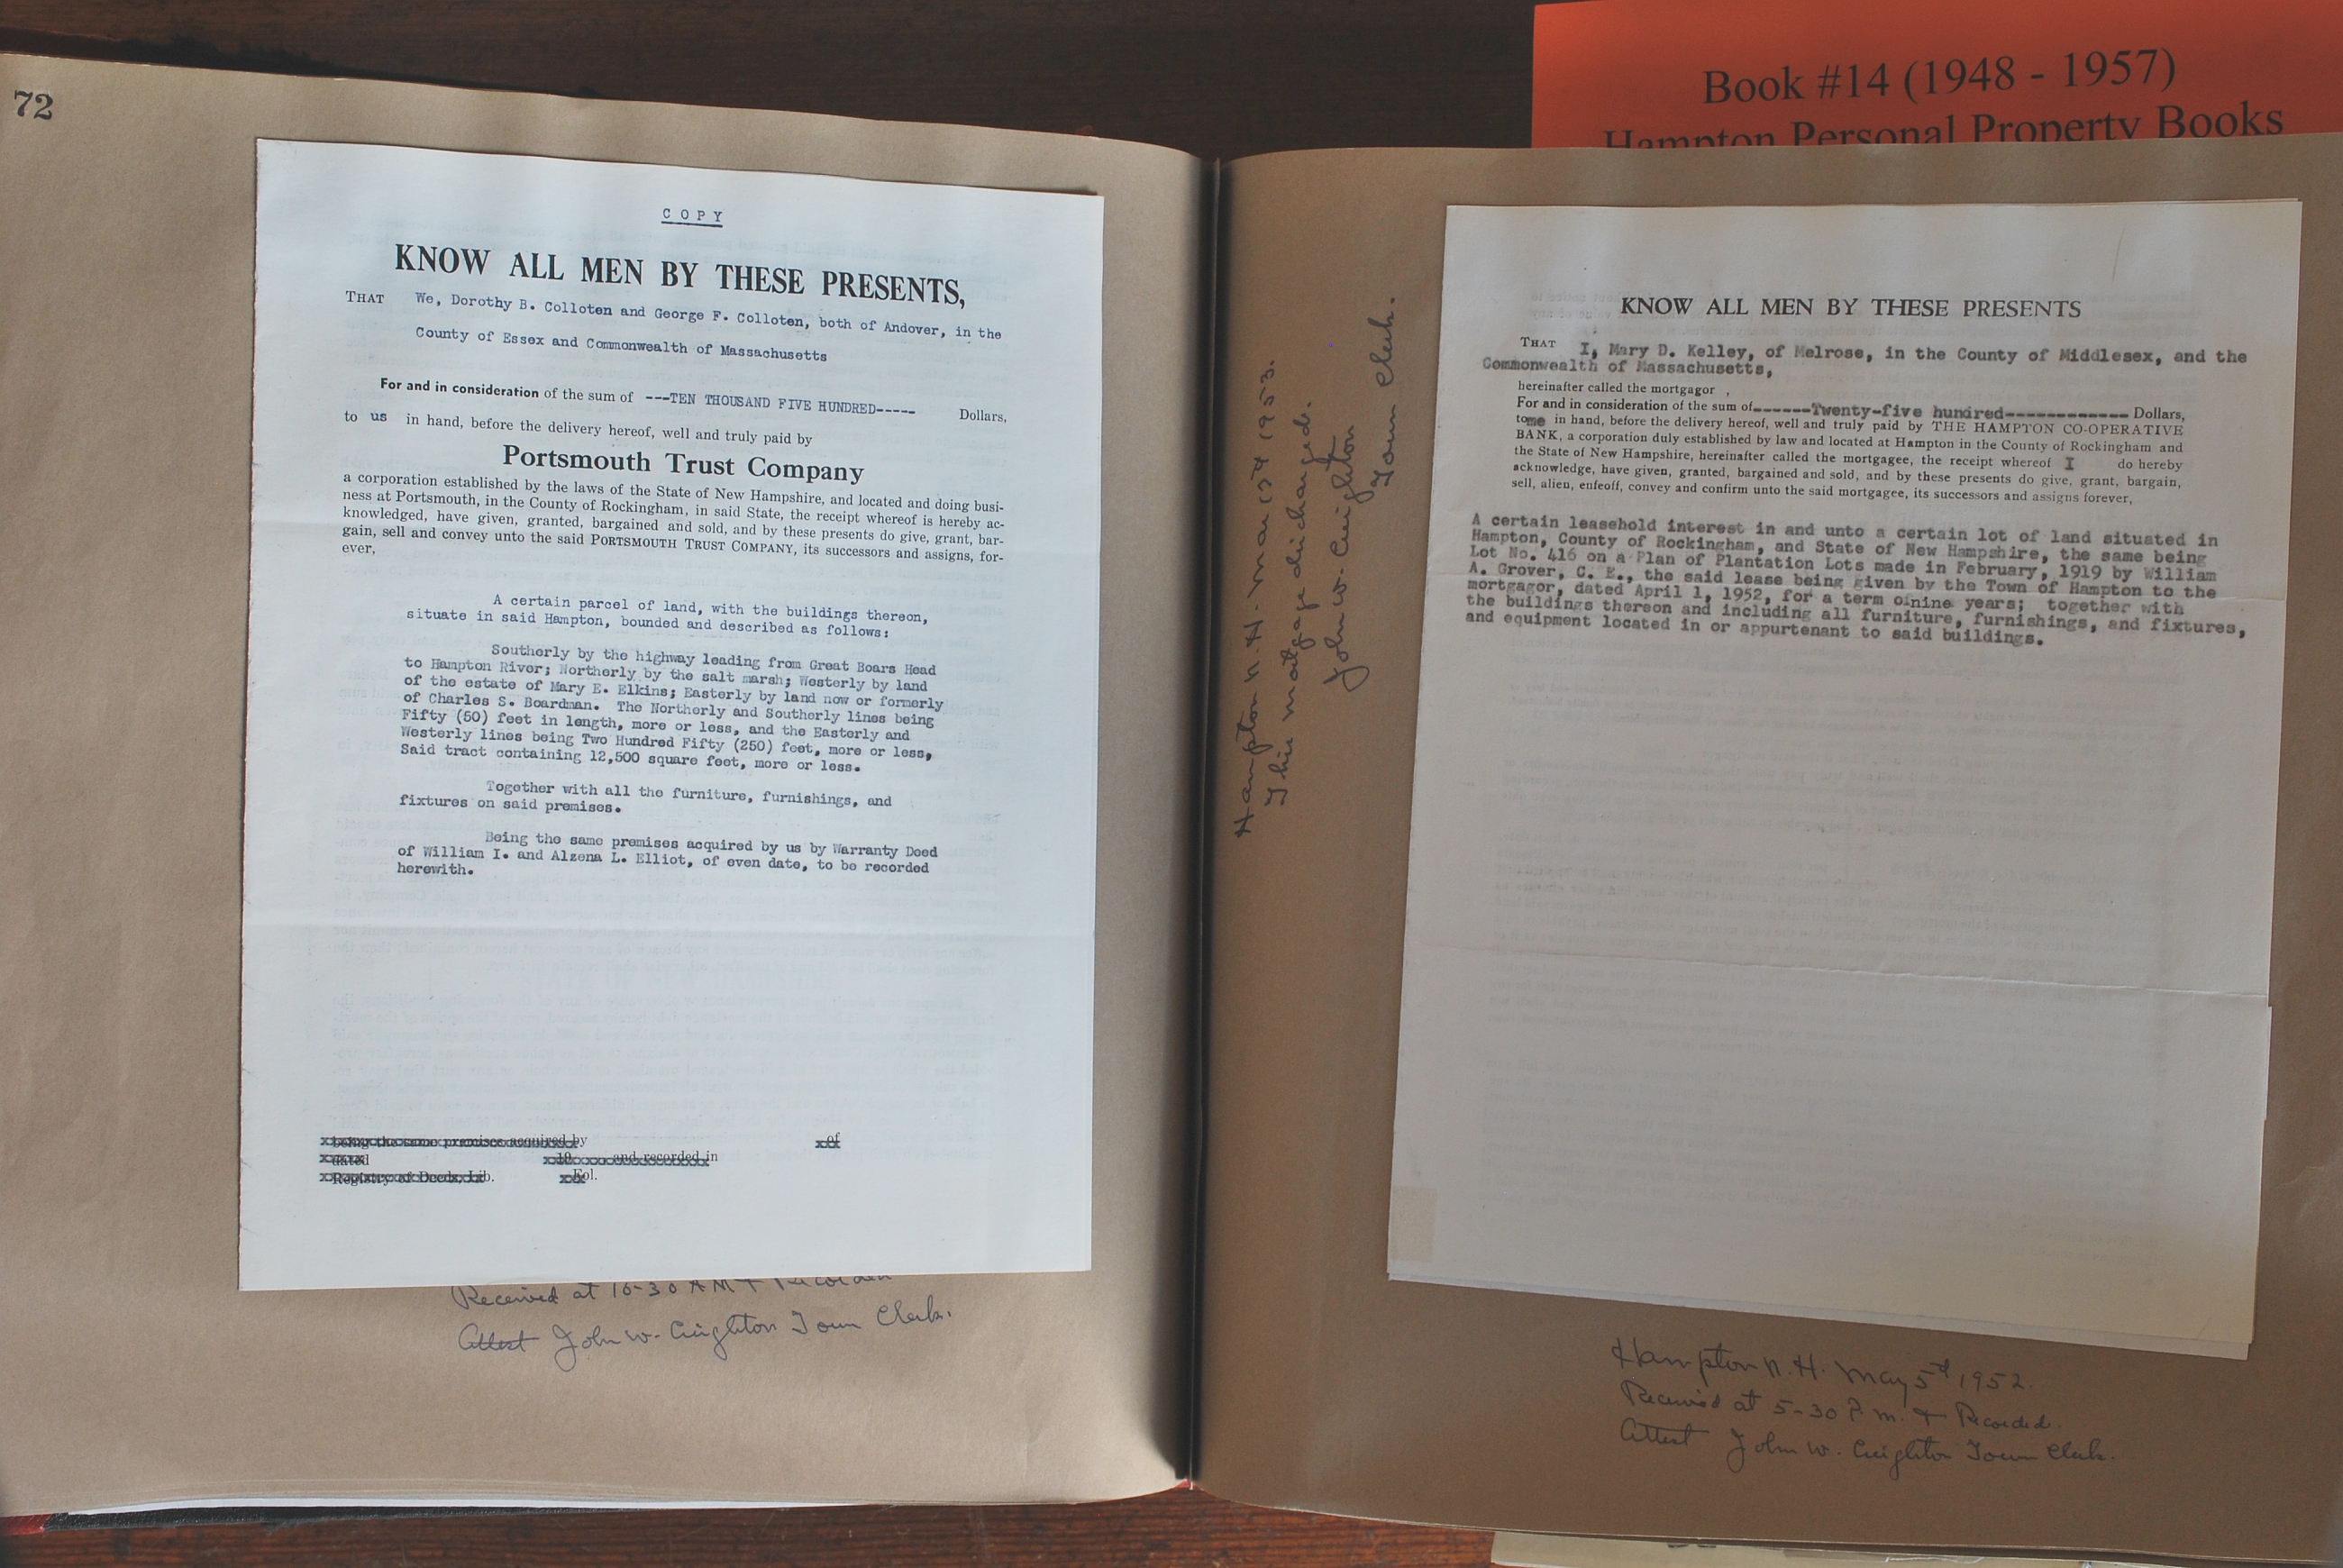 72
COPY
KNOW ALL MEN BY THESE PRESENTS,
THAT We, Dorothy B. Colloten and George F. Colloten, both of Andover, in the
County of Essex and Commonwealth of Massachusetts
For and in consideration of the sum of ---TEN THOUSAND FIVE HUNDRED----- Dollars,
to us in hand, before the delivery hereof, well and truly paid by
Portsmouth Trust Company
a corporation established by the laws of the State of New Hampshire, and located and doing busi-
ness at Portsmouth, in the County of Rockingham, in said State, the receipt whereof is hereby ac-
knowledged, have given, granted, bargained and sold, and by these presents do give, grant, bar-
gain, sell and convey unto the said PORTSMOUTH TRUST COMPANY, its successors and assigns, for-
ever,
A certain parcel of land, with the buildings thereon,
situate in said Hampton, bounded and described as follows:
Southerly by the highway leading from Great Boars Head
to Hampton River; Northerly by the salt marsh; Westerly by land
of the estate of Mary E. Elkins; Easterly by land now or formerly
of Charles S. Boardman. The Northerly and Southerly lines being
Fifty (50) feet in length, more or less, and the Easterly and
Westerly lines being Two Hundred Fifty (250) feet, more or less,
Said tract containing 12,500 square feet, more or less.
Together with all the furniture, furnishings, and
fixtures on said premises.
Being the same premises acquired by us by Warranty Deed
of William I. and Alzena L. Elliot, of even date, to be recorded
herewith.
being the same premises acquired by of
dated 19 and recorded in
Registry of Deeds, Lib. Fol.
Received at 10-30 AM + Recorded
Attest John W. Creighton Town Clerk.
Book #14 (1948 - 1957)
Hampton Personal Property Books
Hampton N.H. 1953.
This mortgage discharged.
John W. Creighton
Town Clerk.
KNOW ALL MEN BY THESE PRESENTS
THAT I, Mary D. Kelley, of Melrose, in the County of Middlesex, and the
Commonwealth of Massachusetts,
hereinafter called the mortgagor ,
For and in consideration of the sum of------Twenty-five hundred------------ Dollars,
to me in hand, before the delivery hereof, well and truly paid by THE HAMPTON CO-OPERATIVE
BANK, a corporation duly established by law and located at Hampton in the County of Rockingham and
the State of New Hampshire, hereinafter called the mortgagee, the receipt whereof I do hereby
acknowledge, have given, granted, bargained and sold, and by these presents do give, grant, bargain,
sell, alien, enfeoff, convey and confirm unto the said mortgagee, its successors and assigns forever,
A certain leasehold interest in and unto a certain lot of land situated in
Hampton, County of Rockingham, and State of New Hampshire, the same being
Lot No. 416 on a Plan of Plantation Lots made in February, 1919 by William
A. Grover, C. E., the said lease being given by the Town of Hampton to the
mortgagor, dated April 1, 1952, for a term of nine years; together with
the buildings thereon and including all furniture, furnishings, and fixtures,
and equipment located in or appurtenant to said buildings.
Hampton N.H. May 5d 1952.
Received at 5-30 P.M. + Recorded.
Attest John W. Creighton Town Clerk.